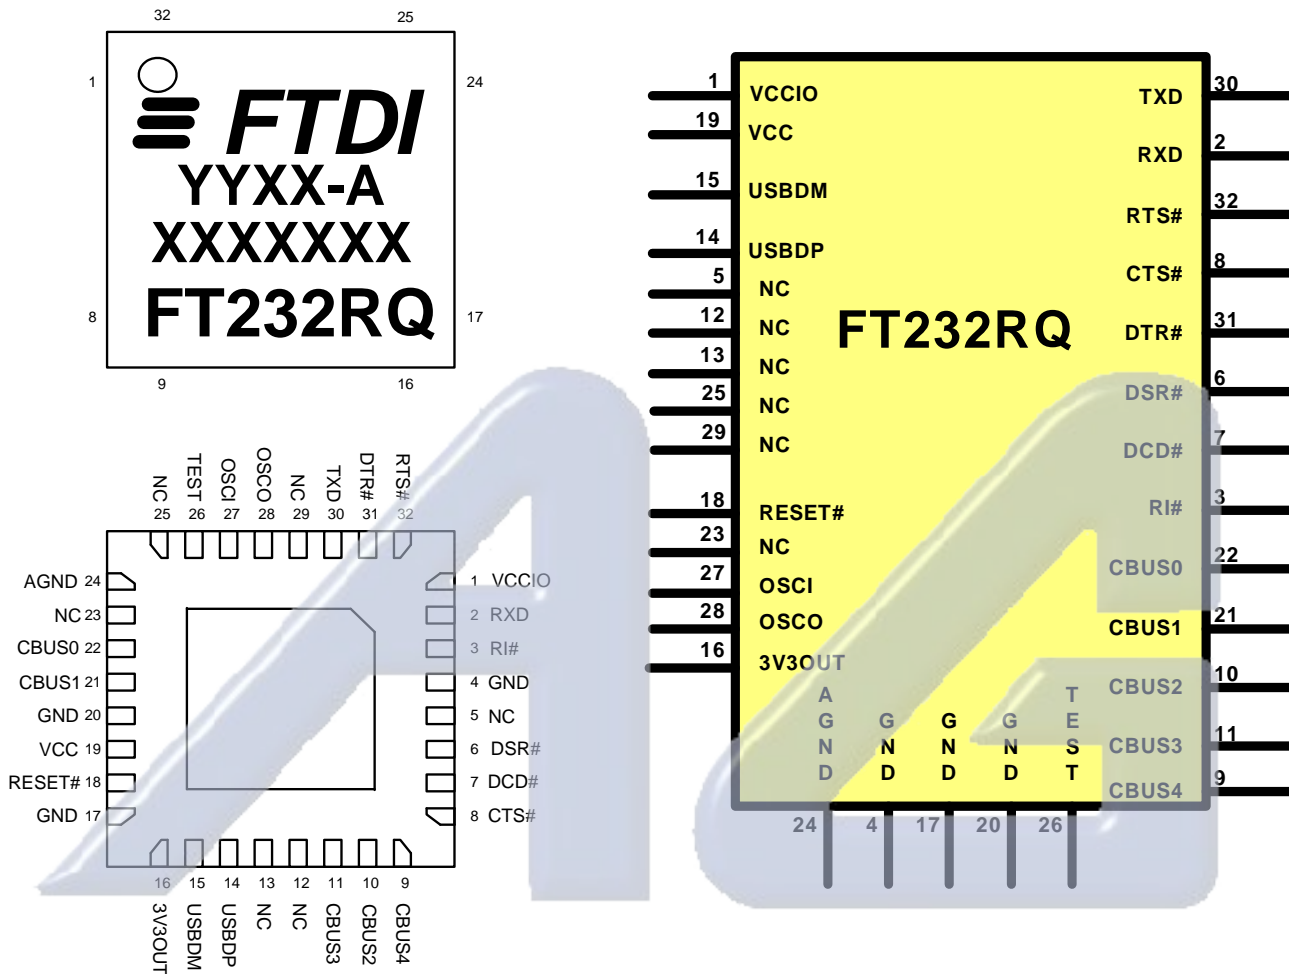 32 25
1 24
FTDI
YYXX-A
XXXXXXX
FT232RQ
8 17
9 16
NC TEST OSCI OSCO NC TXD DTR# RTS#
25 26 27 28 29 30 31 32
AGND 24
NC 23
CBUS0 22
CBUS1 21
GND 20
VCC 19
RESET# 18
GND 17
1 VCCIO
2 RXD
3 RI#
4 GND
5 NC
6 DSR#
7 DCD#
8 CTS#
16 15 14 13 12 11 10 9
3V3OUT USBDM USBDP NC NC CBUS3 CBUS2 CBUS4
1 VCCIO
19 VCC
15 USBDM
14 USBDP
5 NC
12 NC
13 NC
25 NC
29 NC
18 RESET#
23 NC
27 OSCI
28 OSCO
16 3V3OUT
FT232RQ
TXD 30
RXD 2
RTS# 32
CTS# 8
DTR# 31
DSR# 6
DCD# 7
RI# 3
CBUS0 22
CBUS1 21
CBUS2 10
CBUS3 11
CBUS4 9
AGND GND GND GND TEST
24 4 17 20 26